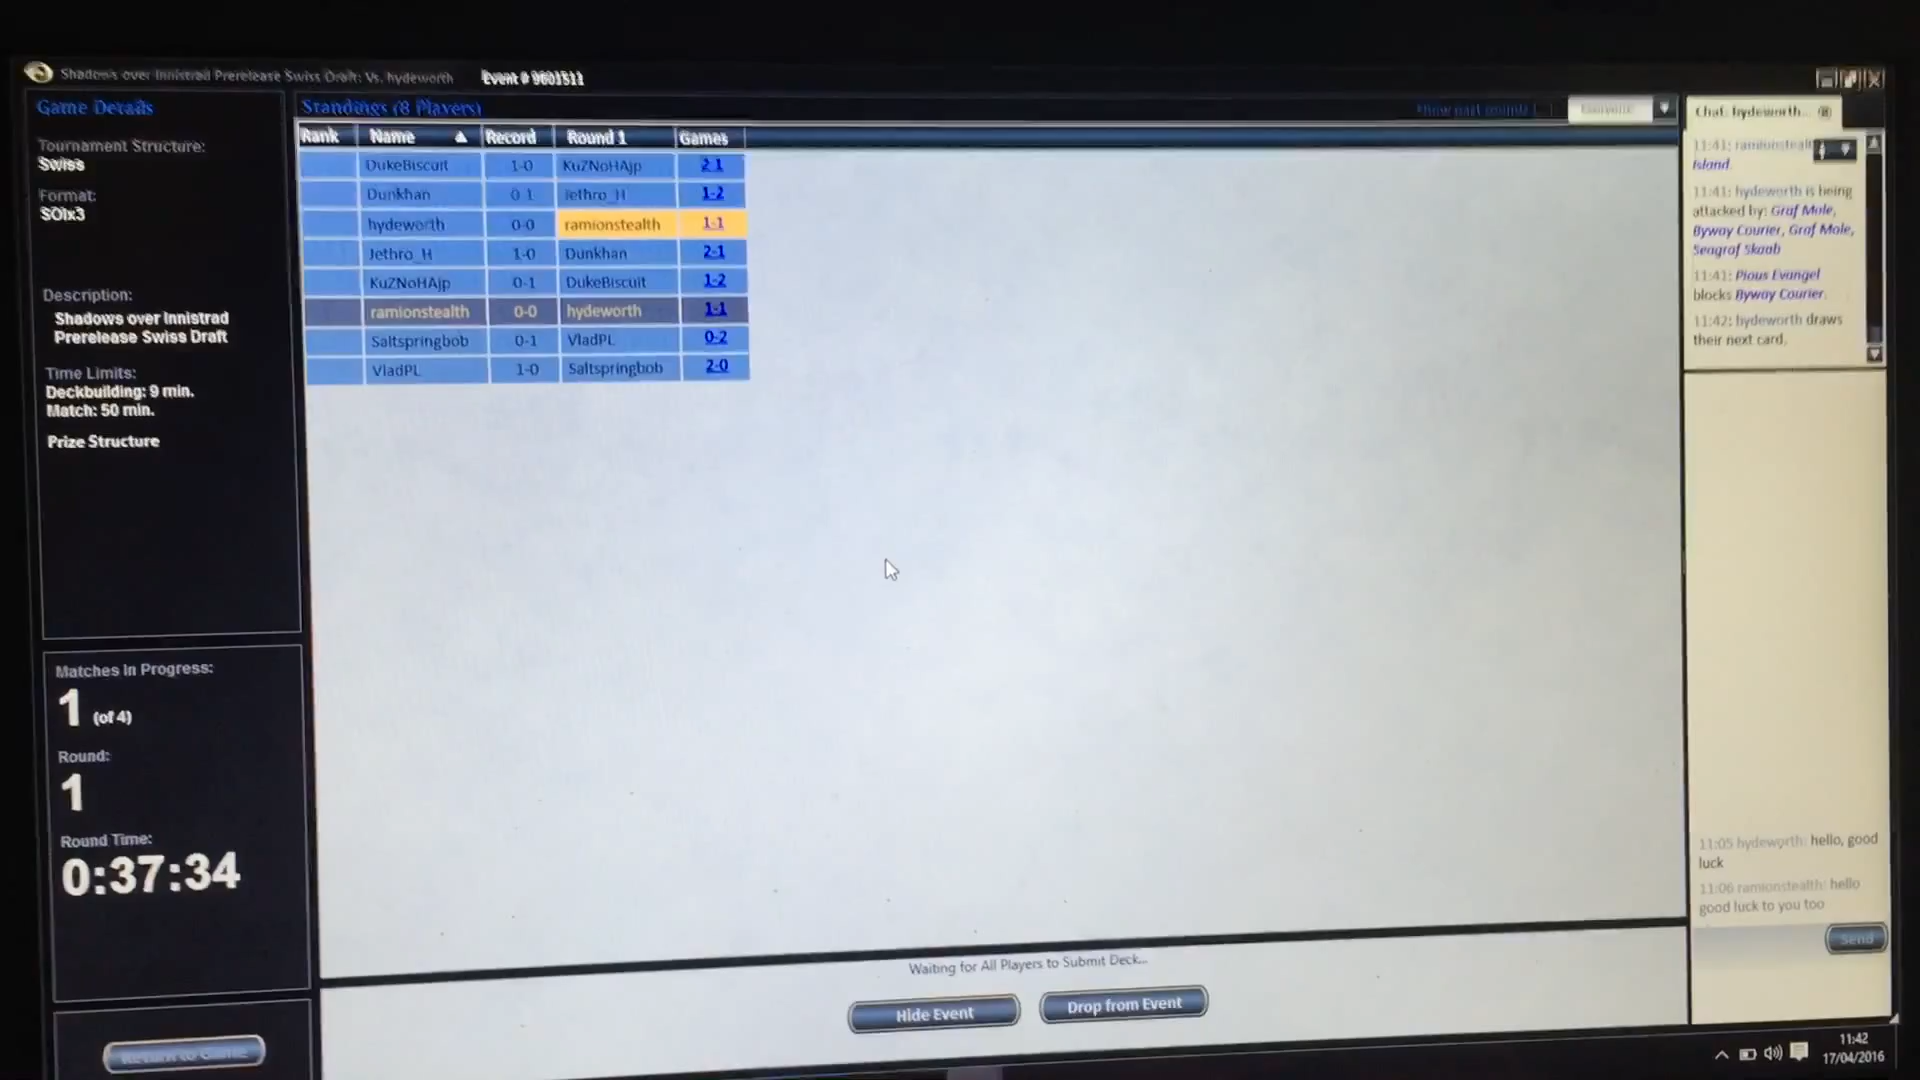 Shadows over Innistrad Prerelease Swiss Draft: Vs. hydeworth Event # 9601511
Game Details
Tournament Structure:
Swiss
Format:
SOIx3
Description:
Shadows over Innistrad
Prerelease Swiss Draft
Time Limits:
Deckbuilding: 9 min.
Match: 50 min.
Prize Structure
Matches In Progress:
1 (of 4)
Round:
1
Round Time:
0:37:34
Return to Game
Standings (8 Players)
Rank Name Record Round 1 Games
DukeBiscuit 1-0 KuZNoHAjp 2-1
Dunkhan 0-1 Jethro_H 1-2
hydeworth 0-0 ramionstealth 1-1
Jethro_H 1-0 Dunkhan 2-1
KuZNoHAjp 0-1 DukeBiscuit 1-2
ramionstealth 0-0 hydeworth 1-1
Saltspringbob 0-1 VladPL 0-2
VladPL 1-0 Saltspringbob 2-0
Waiting for All Players to Submit Deck...
Hide Event Drop from Event
Chat: hydeworth...
11:41: ramionstealt
Island.
11:41: hydeworth is being
attacked by: Graf Mole,
Byway Courier, Graf Mole,
Seagraf Skaab
11:41: Pious Evangel
blocks Byway Courier.
11:42: hydeworth draws
their next card.
11:05 hydeworth: hello, good
luck
11:06 ramionstealth: hello
good luck to you too
Send
11:42
17/04/2016